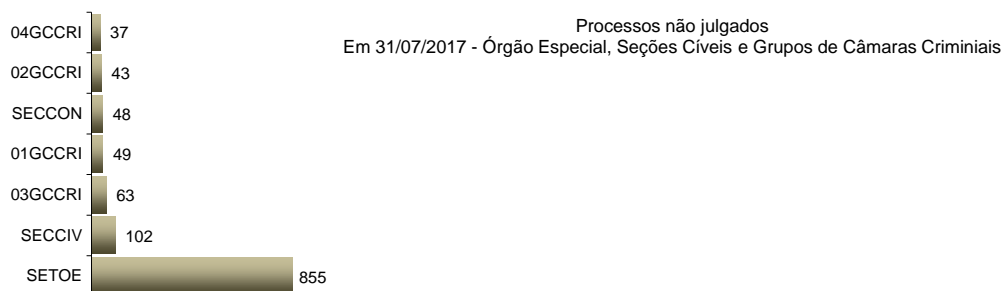 Processos não julgados
Em 31/07/2017 - Órgão Especial, Seções Cíveis e Grupos de Câmaras Criminiais
04GCCRI 37
02GCCRI 43
SECCON 48
01GCCRI 49
03GCCRI 63
SECCIV 102
SETOE 855